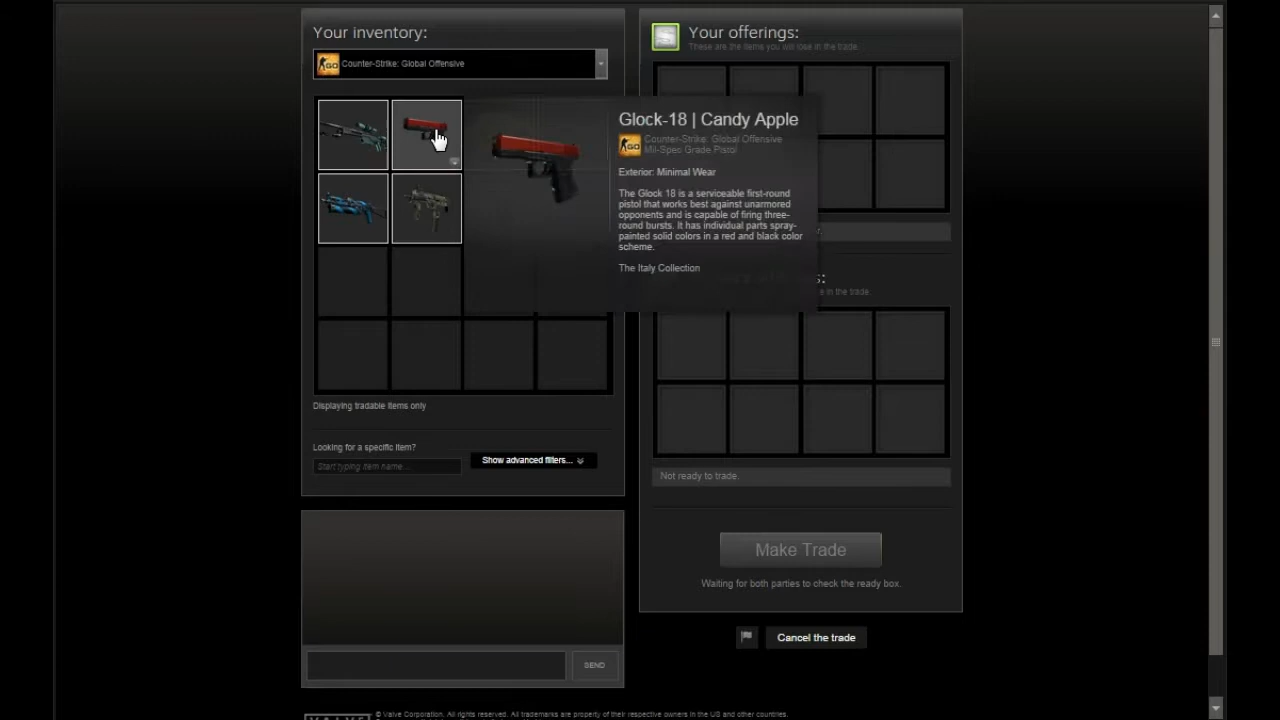 Your inventory:
Counter-Strike: Global Offensive
Displaying tradable items only
Looking for a specific item?
Start typing item name...
Show advanced filters...
SEND
© Valve Corporation. All rights reserved. All trademarks are property of their respective owners in the US and other countries.
Your offerings:
These are the items you will lose in the trade.
Glock-18 | Candy Apple
Counter-Strike: Global Offensive
Mil-Spec Grade Pistol
Exterior: Minimal Wear
The Glock 18 is a serviceable first-round
pistol that works best against unarmored
opponents and is capable of firing three-
round bursts. It has individual parts spray-
painted solid colors in a red and black color
scheme.
The Italy Collection
in the trade.
Not ready to trade.
Make Trade
Waiting for both parties to check the ready box.
Cancel the trade